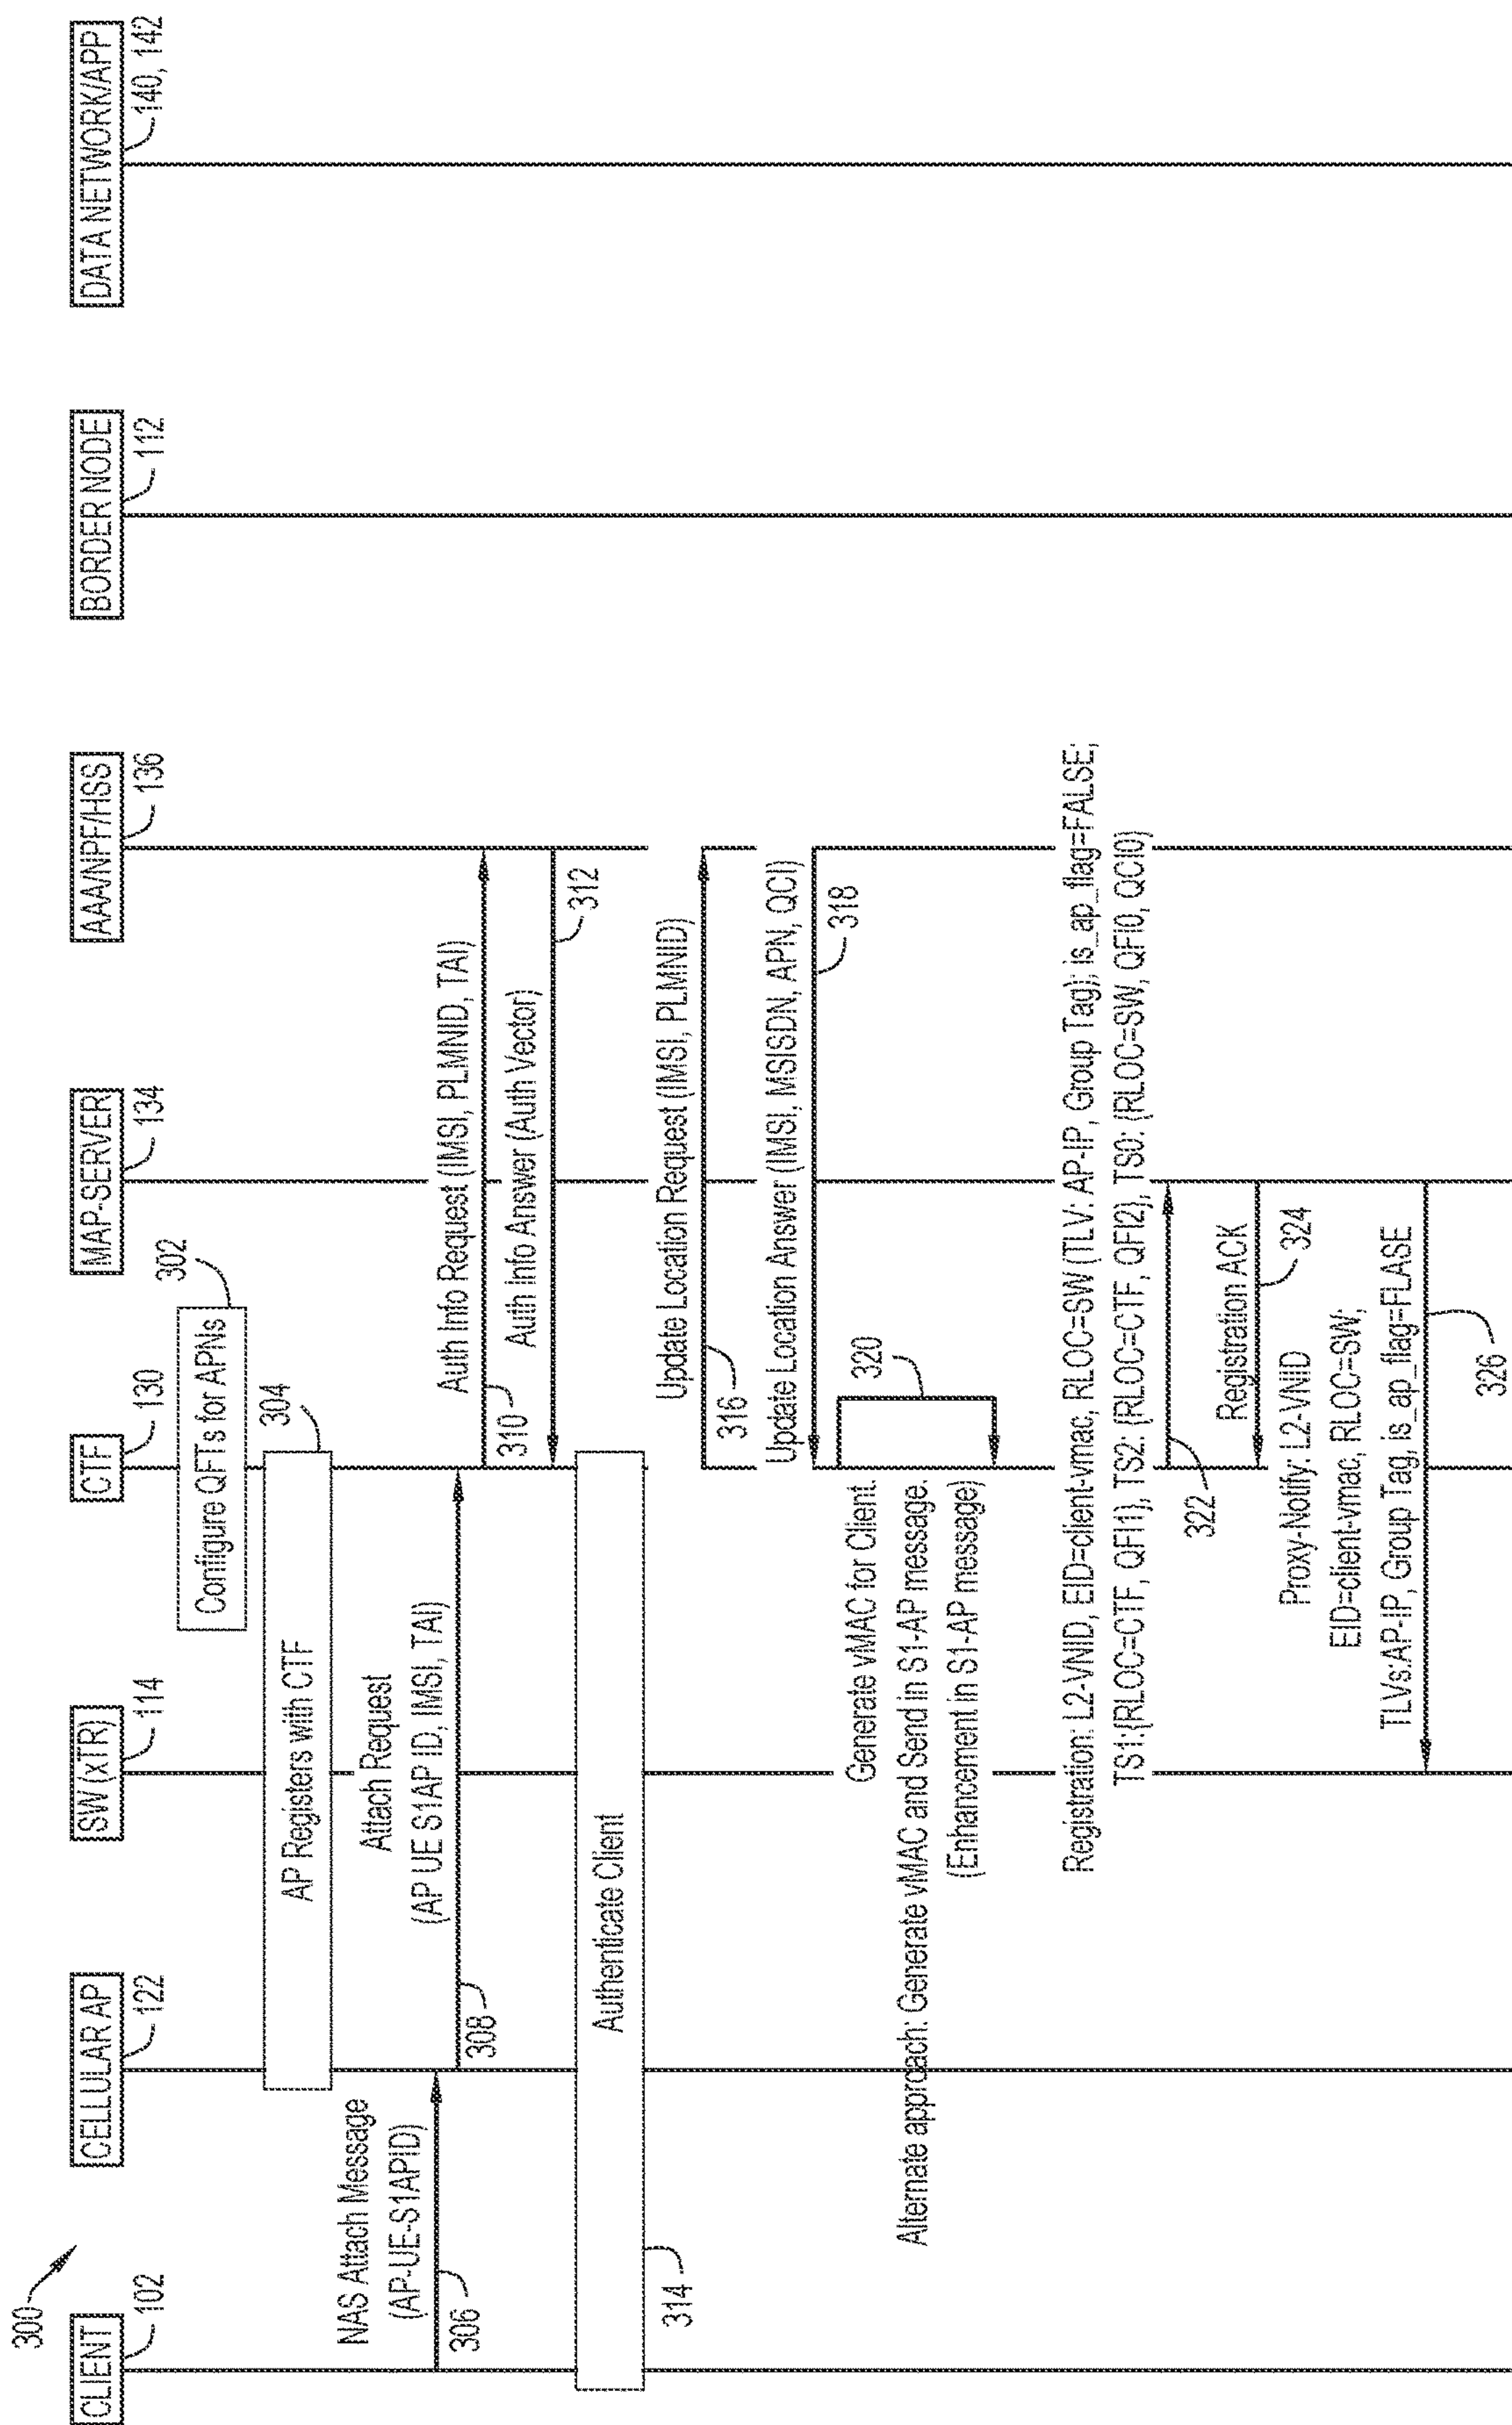 300
CLIENT
102
CELLULAR AP
122
SW (xTR)
114
CTF
130
MAP-SERVER
134
AAA/NPF/HSS
136
BORDER NODE
112
DATA NETWORK/APP
140, 142
Configure QFTs for APNs
302
AP Registers with CTF
304
NAS Attach Message
(AP-UE-S1APID)
306
Attach Request
(AP UE S1AP ID, IMSI, TAI)
308
Auth Info Request (IMSI, PLMNID, TAI)
310
Auth Info Answer (Auth Vector)
312
Authenticate Client
314
Update Location Request (IMSI, PLMNID)
316
Update Location Answer (IMSI, MSISDN, APN, QCI)
318
Generate vMAC for Client.
Alternate approach: Generate vMAC and Send in S1-AP message.
(Enhancement in S1-AP message)
320
Registration: L2-VNID, EID=client-vmac, RLOC=SW (TLV: AP-IP, Group Tag); is_ap_flag=FALSE;
TS1:{RLOC=CTF, QFI1}, TS2: {RLOC=CTF, QFI2}, TS0: {RLOC=SW, QFI0, QCI0}
322
Registration ACK
324
Proxy-Notify: L2-VNID
EID=client-vmac, RLOC=SW;
TLVs:AP-IP, Group Tag, is_ap_flag=FLASE
326